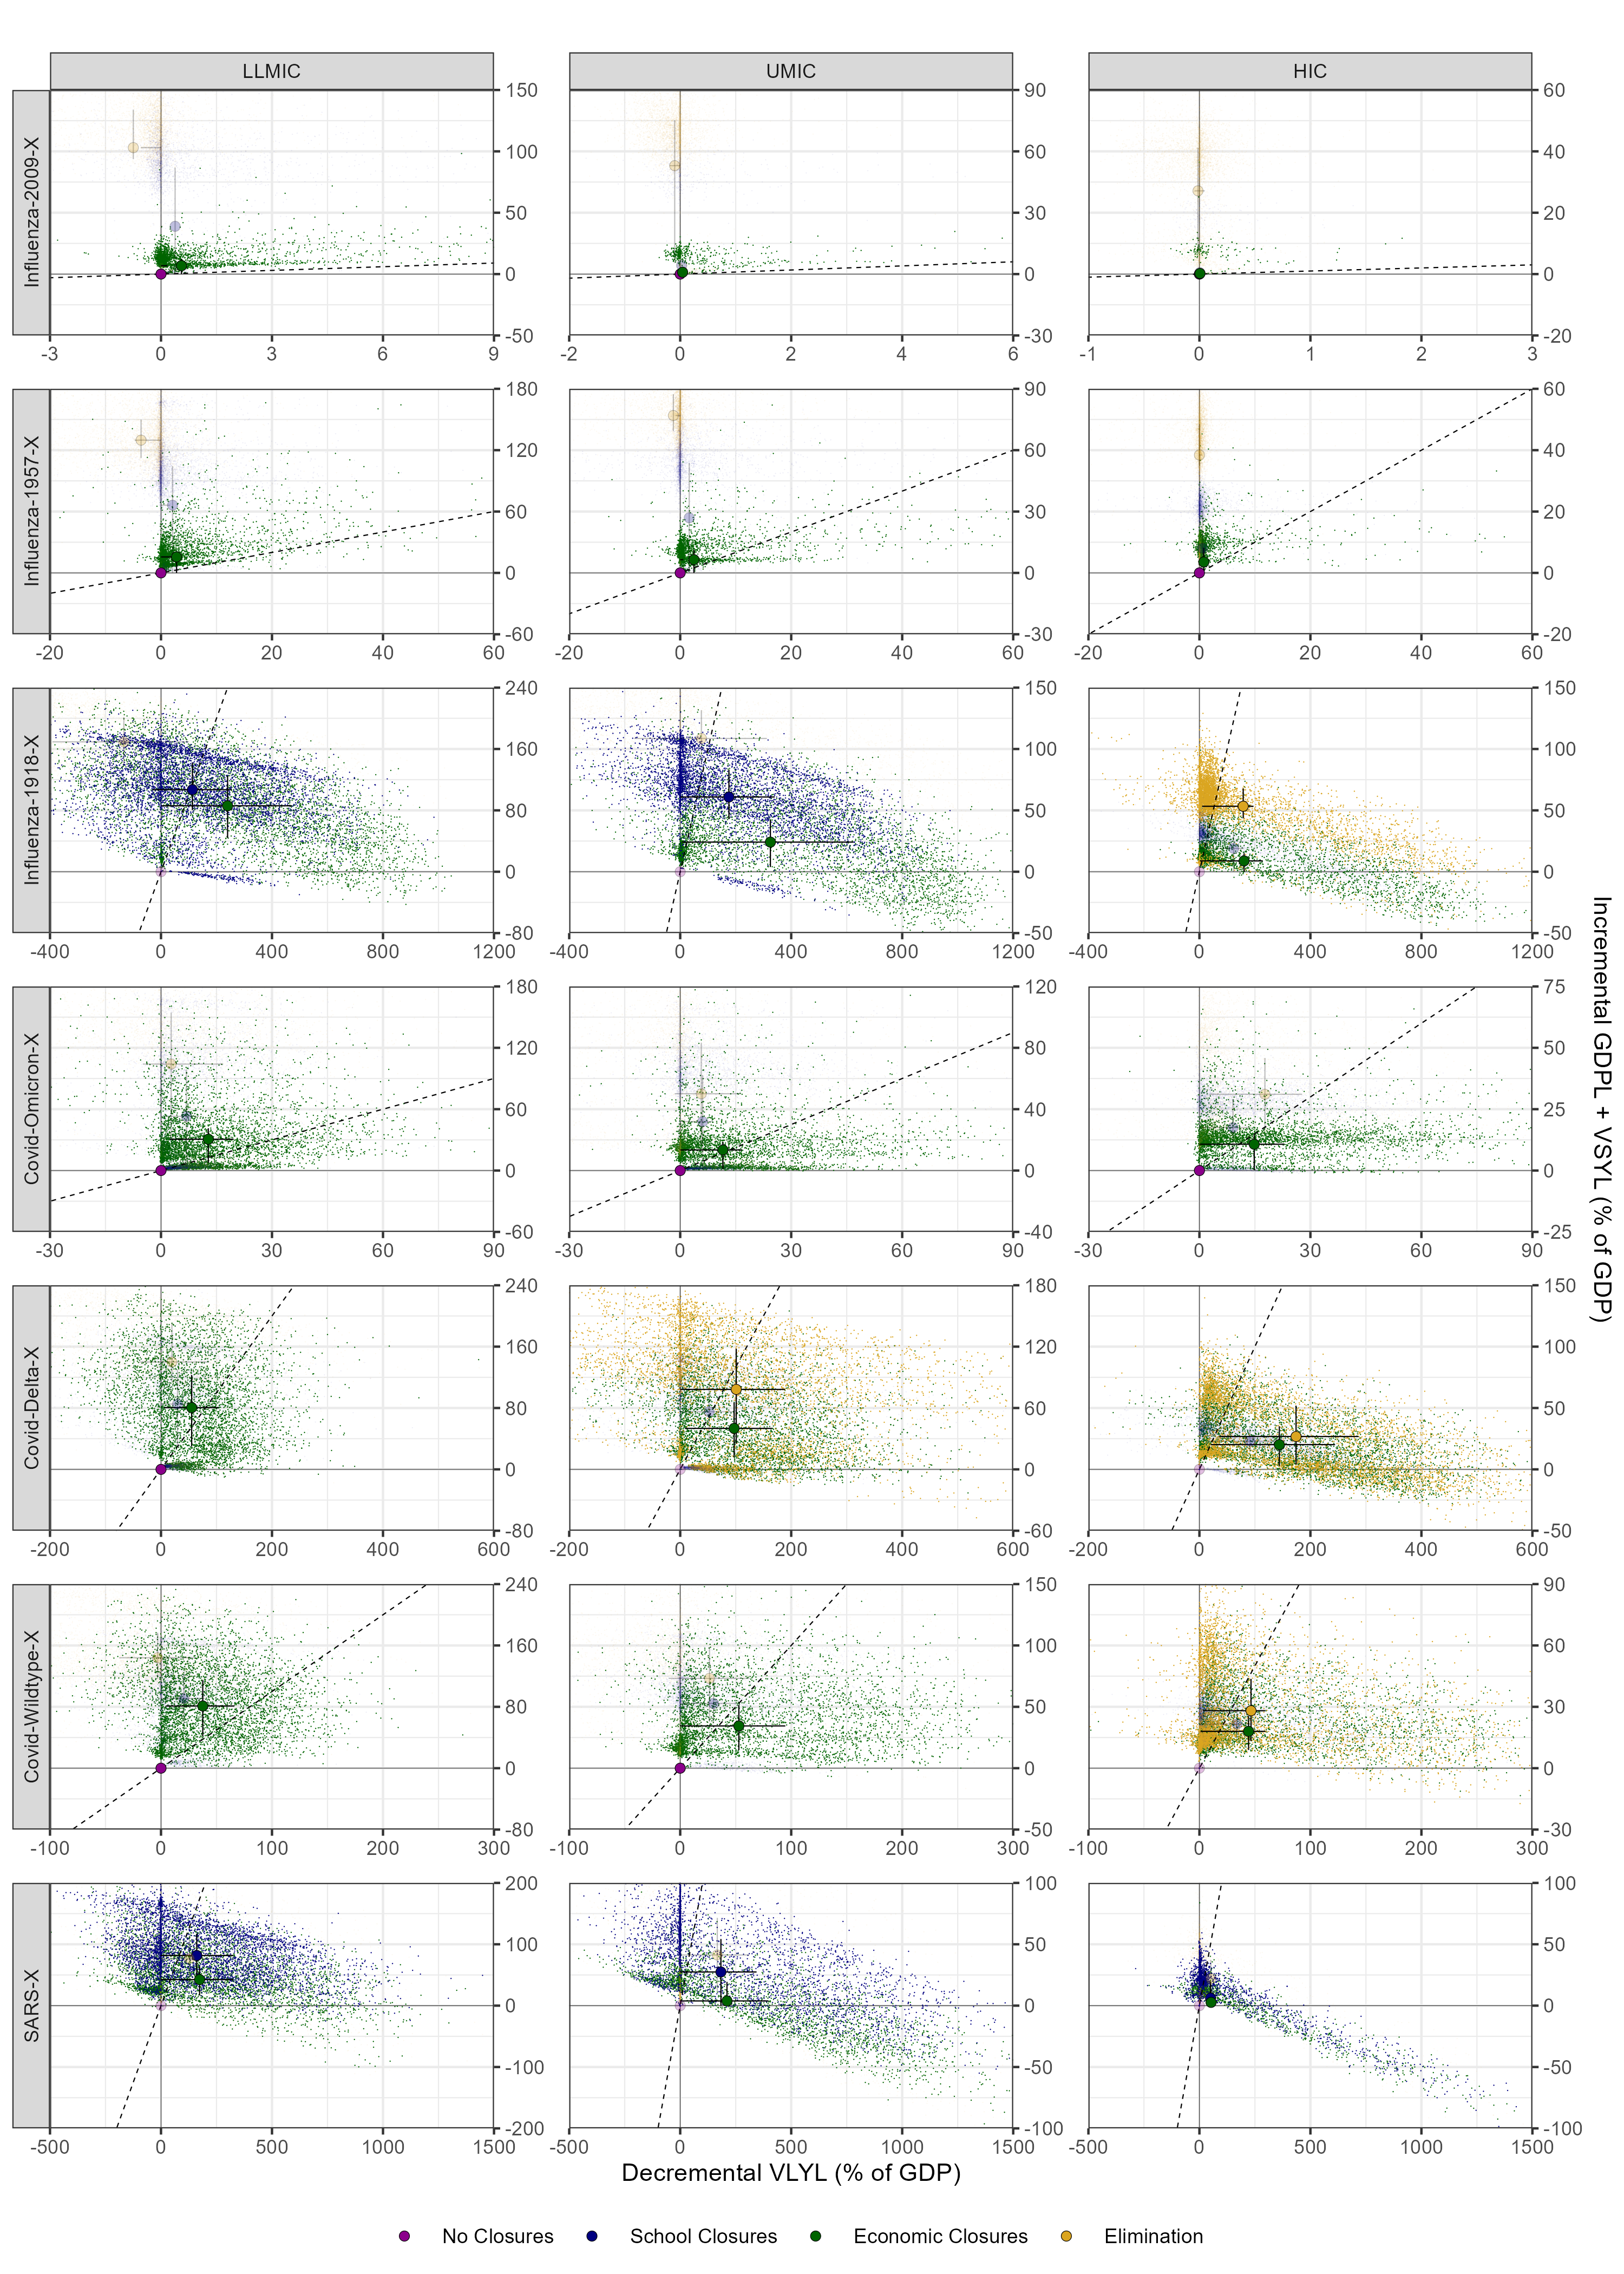 LLMIC UMIC HIC
Influenza-2009-X
150 90 60
100 60 40
50 30 20
0 0 0
-50 -30 -20
-3 0 3 6 9 -2 0 2 4 6 -1 0 1 2 3
Influenza-1957-X
180 90 60
120 60 40
60 30 20
0 0 0
-60 -30 -20
-20 0 20 40 60 -20 0 20 40 60 -20 0 20 40 60
Influenza-1918-X
240 150 150
160 100 100
80 50 50
0 0 0
-80 -50 -50
-400 0 400 800 1200 -400 0 400 800 1200 -400 0 400 800 1200
Covid-Omicron-X
180 120 75
120 80 50
60 40 25
0 0 0
-60 -40 -25
-30 0 30 60 90 -30 0 30 60 90 -30 0 30 60 90
Covid-Delta-X
240 180 150
160 120 100
80 60 50
0 0 0
-80 -60 -50
-200 0 200 400 600 -200 0 200 400 600 -200 0 200 400 600
Covid-Wildtype-X
240 150 90
160 100 60
80 50 30
0 0 0
-80 -50 -30
-100 0 100 200 300 -100 0 100 200 300 -100 0 100 200 300
SARS-X
200 100 100
100 50 50
0 0 0
-100 -50 -50
-200 -100 -100
-500 0 500 1000 1500 -500 0 500 1000 1500 -500 0 500 1000 1500
Incremental GDPL + VSYL (% of GDP)
Decremental VLYL (% of GDP)
No Closures School Closures Economic Closures Elimination